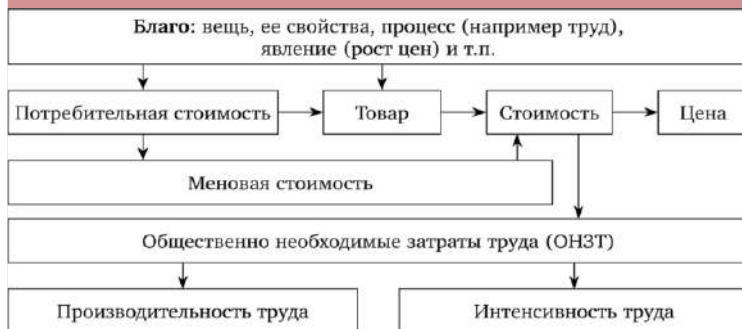 Благо: вещь, ее свойства, процесс (например труд),
явление (рост цен) и т.п.
Потребительная стоимость
Товар
Стоимость
Цена
Меновая стоимость
Общественно необходимые затраты труда (ОНЗТ)
Производительность труда
Интенсивность труда